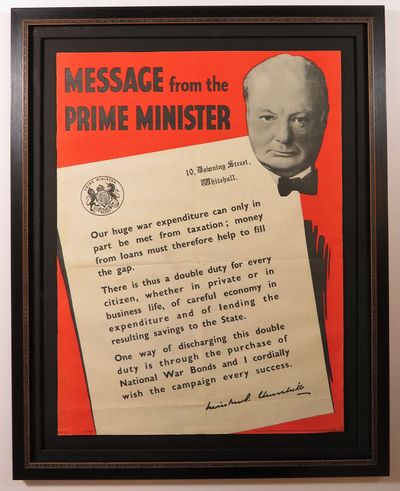 MESSAGE from the
PRIME MINISTER
10, Downing Street,
Whitehall.
PRIME MINISTER
Our huge war expenditure can only in
part be met from taxation; money
from loans must therefore help to fill
the gap.
There is thus a double duty for every
citizen, whether in private or in
business life, of careful economy in
expenditure and of lending the
resulting savings to the State.
One way of discharging this double
duty is through the purchase of
National War Bonds and I cordially
wish the campaign every success.
Winston S. Churchill